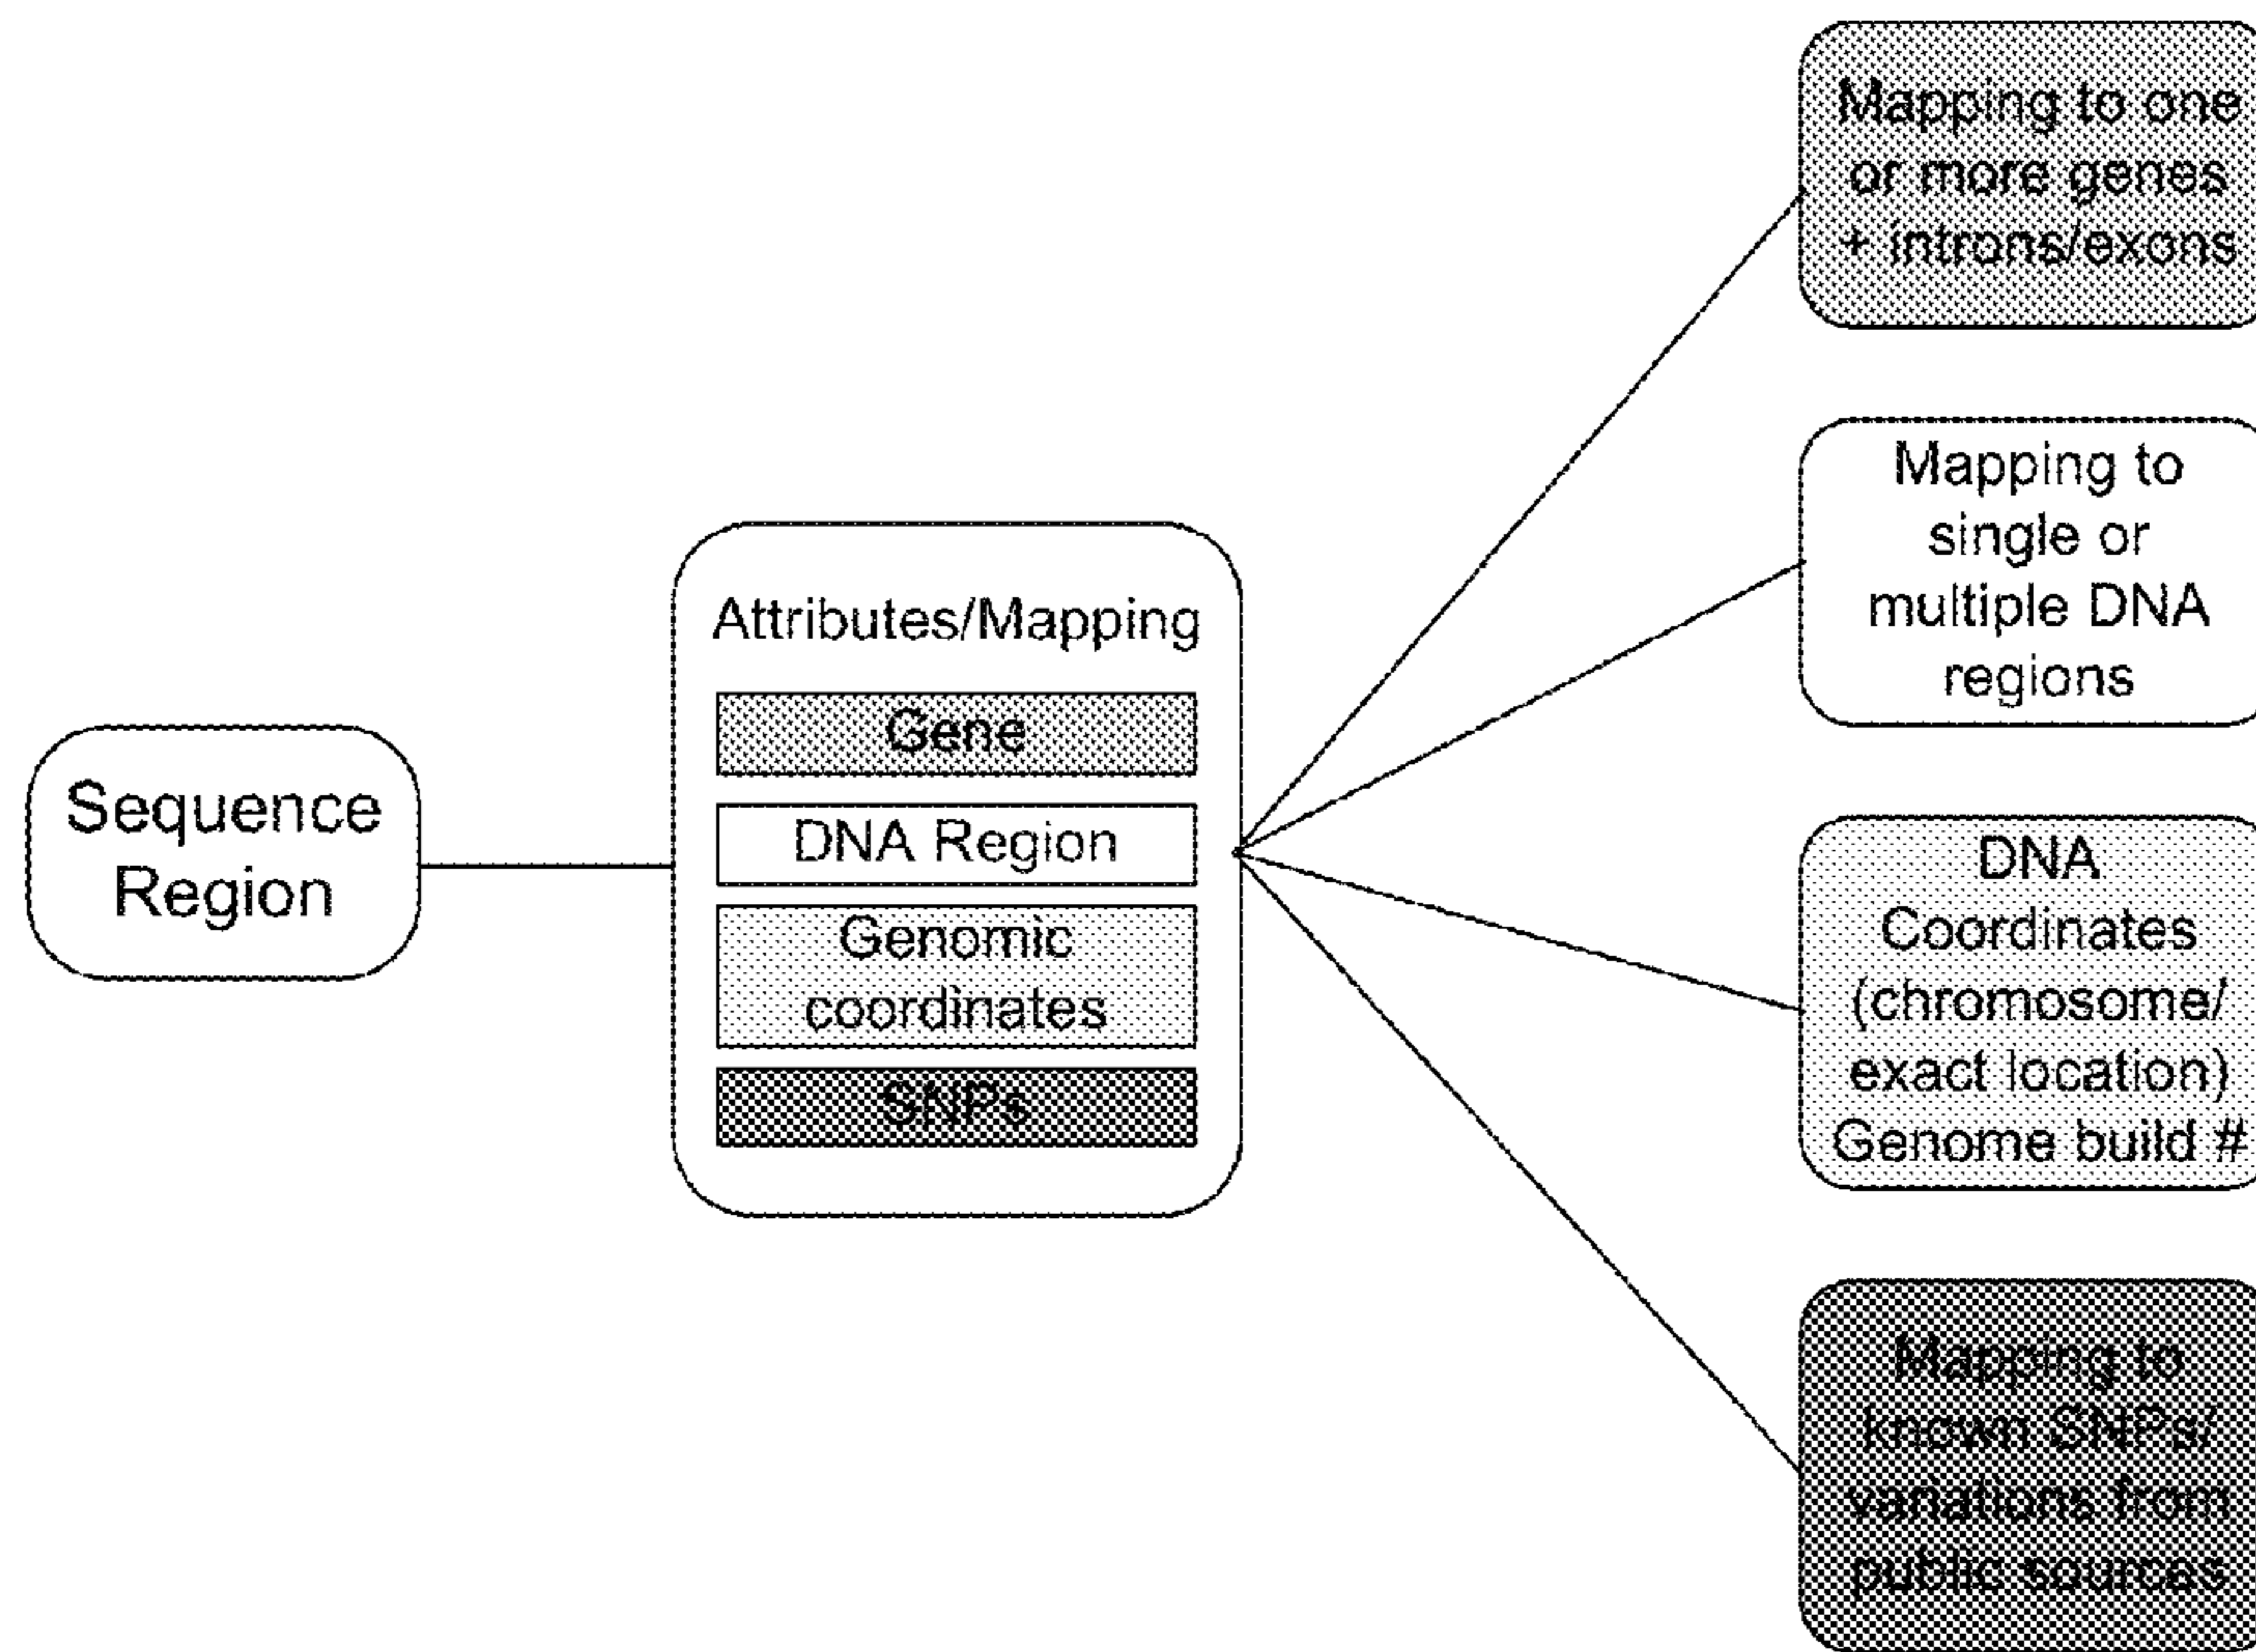 Sequence
Region
Attributes/Mapping
Gene
DNA Region
Genomic
coordinates
SNPs
Mapping to one
or more genes
+ introns/exons
Mapping to
single or
multiple DNA
regions
DNA
Coordinates
(chromosome/
exact location)
Genome build #
Mapping to
known SNPs/
variations from
public sources